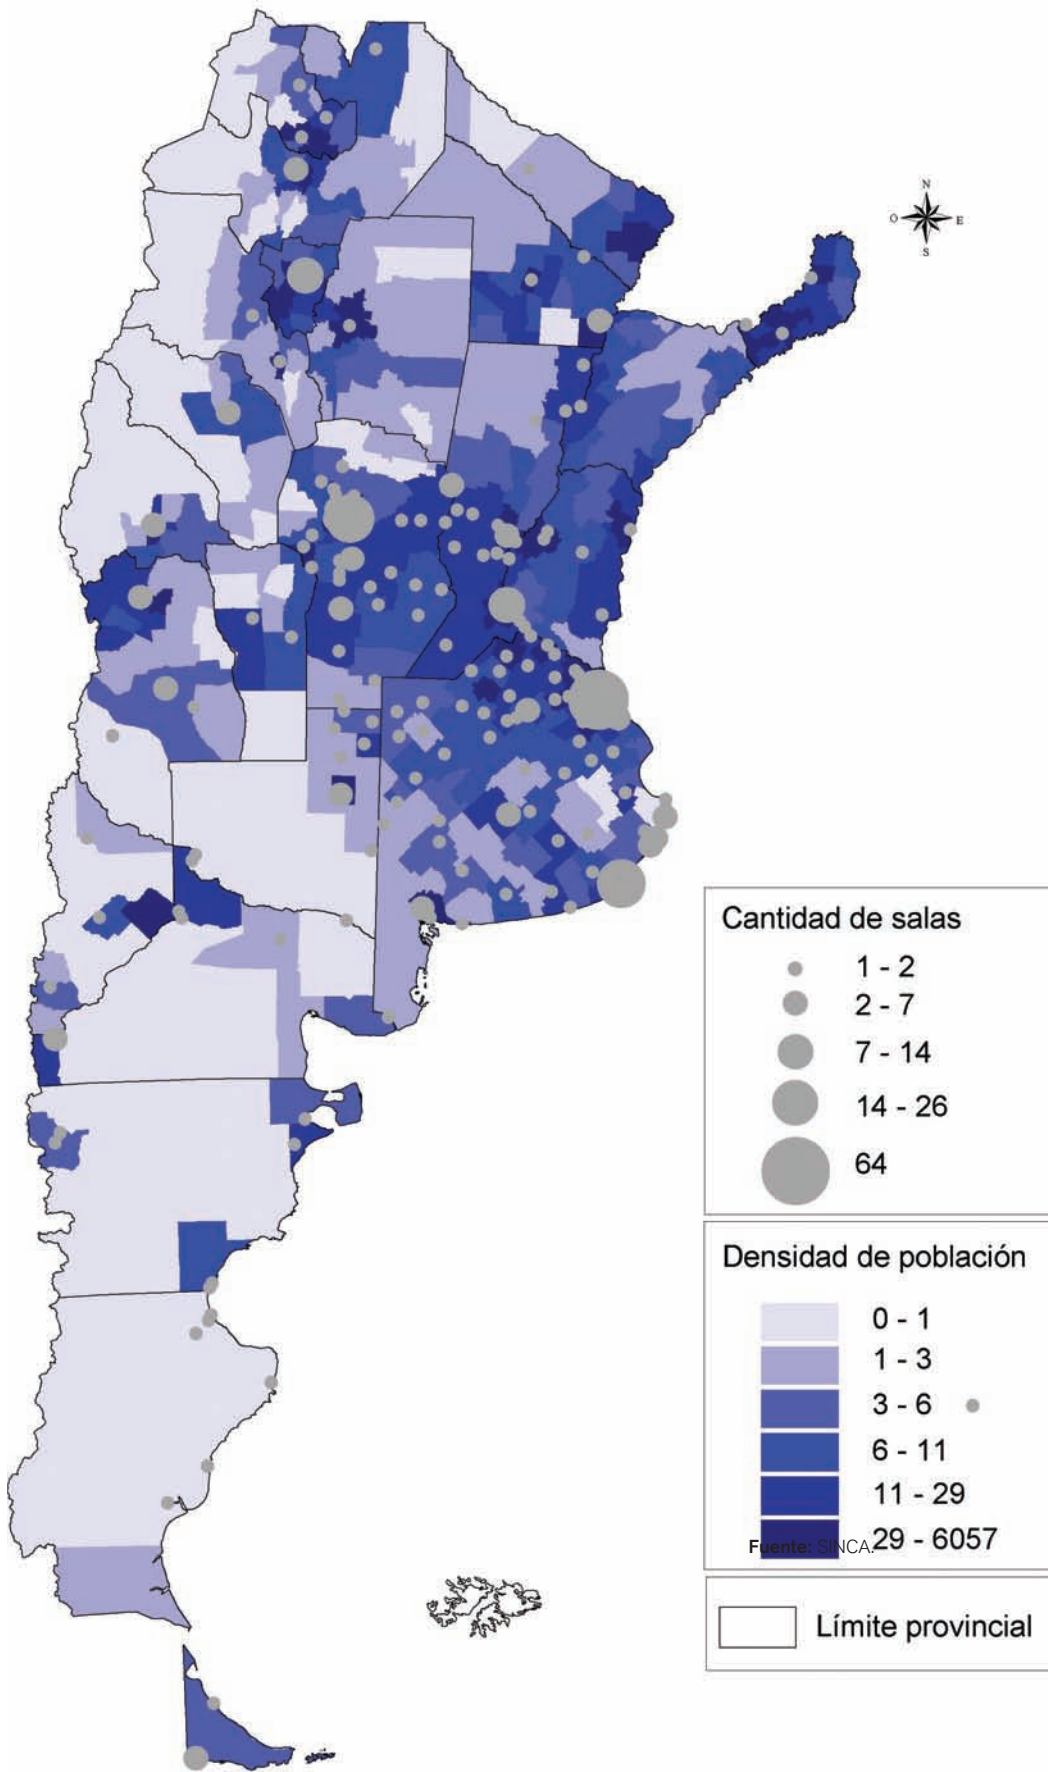 N
O
E
S
Cantidad de salas
1 - 2
2 - 7
7 - 14
14 - 26
64
Densidad de población
0 - 1
1 - 3
3 - 6
6 - 11
11 - 29
29 - 6057
Fuente: SINCA.
Límite provincial